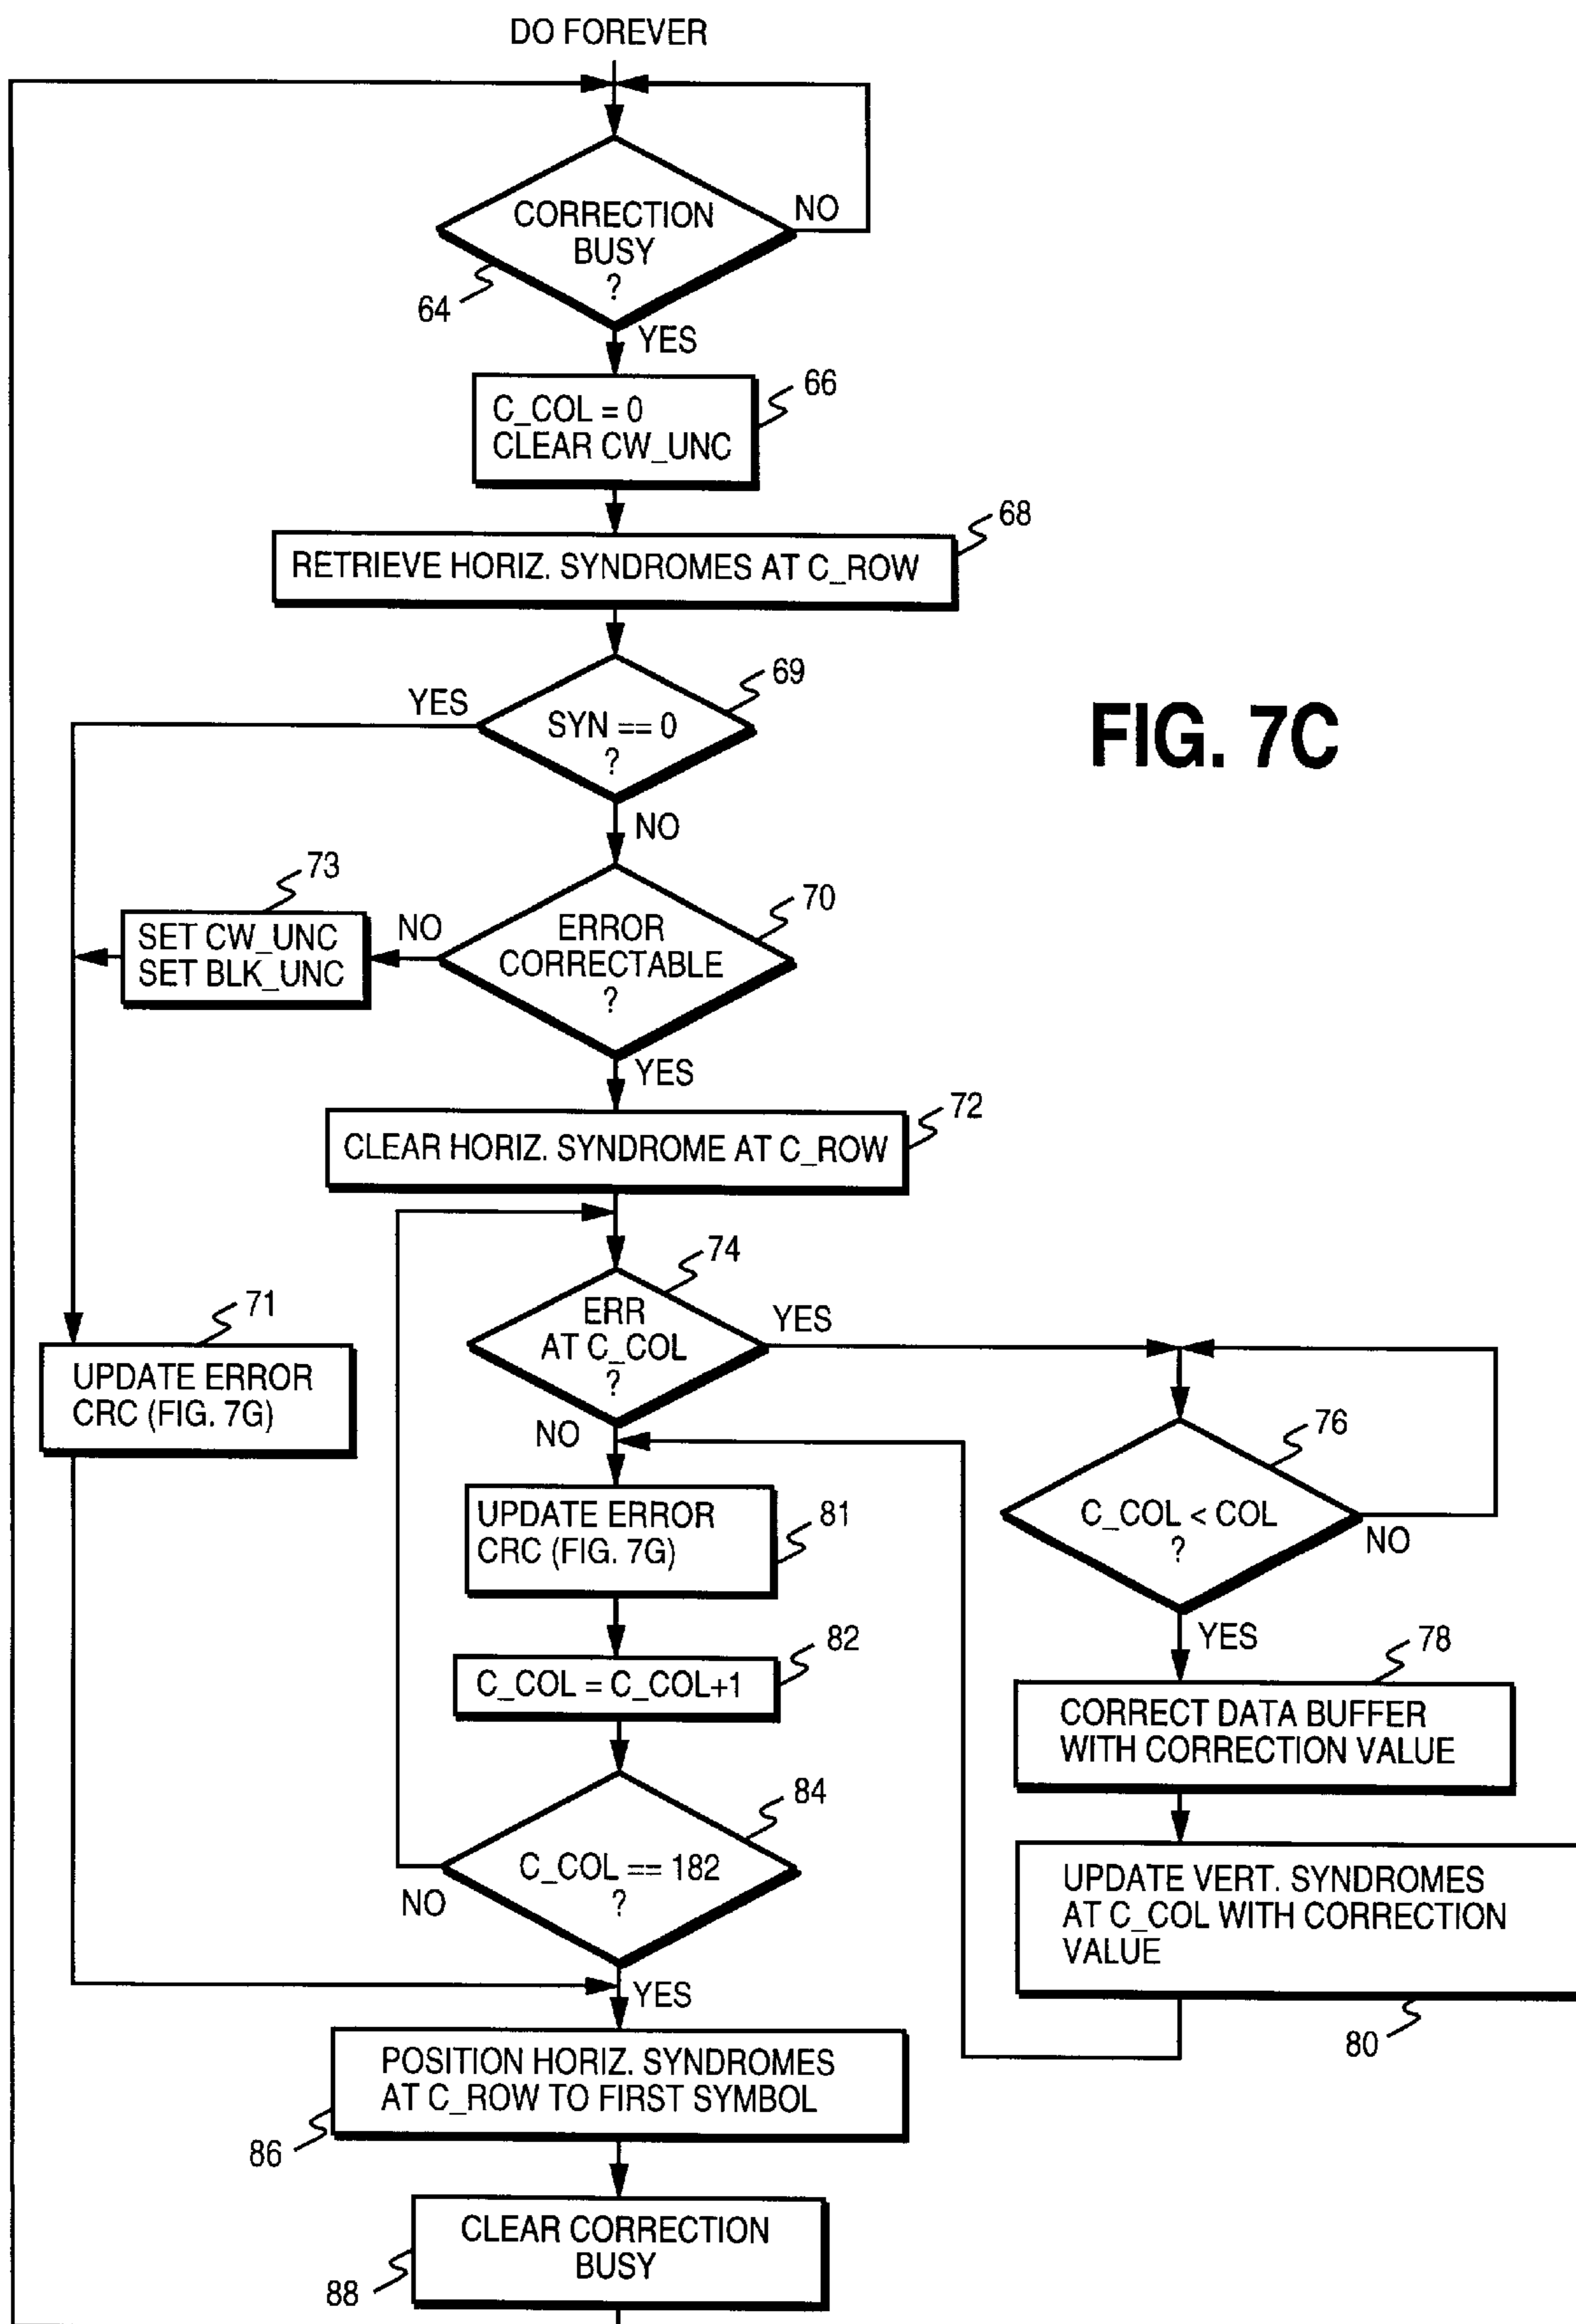 DO FOREVER
CORRECTION
BUSY
?
NO
64
YES
66
C_COL = 0
CLEAR CW_UNC
68
RETRIEVE HORIZ. SYNDROMES AT C_ROW
69
YES
SYN == 0
?
FIG. 7C
NO
73
70
SET CW_UNC
SET BLK_UNC
NO
ERROR
CORRECTABLE
?
YES
72
CLEAR HORIZ. SYNDROME AT C_ROW
74
71
ERR
AT C_COL
?
YES
UPDATE ERROR
CRC (FIG. 7G)
NO
76
C_COL < COL
?
NO
UPDATE ERROR
CRC (FIG. 7G)
81
YES
82
78
C_COL = C_COL+1
CORRECT DATA BUFFER
WITH CORRECTION VALUE
84
C_COL == 182
?
NO
UPDATE VERT. SYNDROMES
AT C_COL WITH CORRECTION
VALUE
YES
80
POSITION HORIZ. SYNDROMES
AT C_ROW TO FIRST SYMBOL
86
CLEAR CORRECTION
BUSY
88